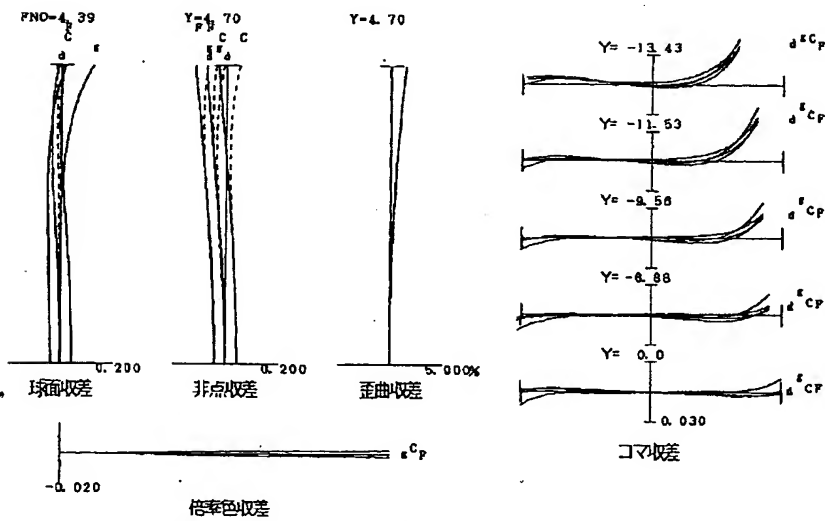 FNO=4.39
F
C
d
g
Y=4.70
F F C C
g g d
d
Y=4.70
0.200
球面収差
0.200
非点収差
5.000%
歪曲収差
-0.020
g C F
倍率色収差
Y= -13.43
d g C F
Y= -11.53
d g C F
Y= -9.56
d g C F
Y= -6.88
d g C F
Y= 0.0
d g C F
0.030
コマ収差